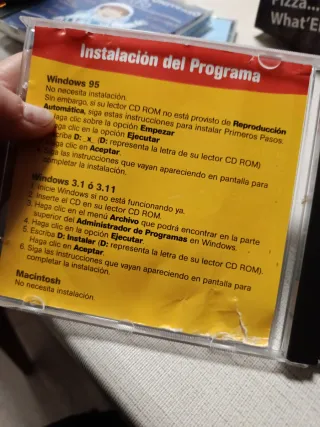 Pizza...
What'E
Instalación del Programa
Windows 95
No necesita instalación.
Sin embargo, si su lector CD ROM no está provisto de Reproducción
Automática, siga estas instrucciones para instalar Primeros Pasos.
Haga clic sobre la opción Empezar
Haga clic en la opción Ejecutar
D: (D: representa la letra de su lector CD ROM)
Haga clic en Aceptar.
Siga las instrucciones que vayan apareciendo en pantalla para
completar la instalación.
Windows 3.1 ó 3.11
1. Inicie Windows si no está funcionando ya.
2. Inserte el CD en su lector CD ROM.
3. Haga clic en el menú Archivo que podrá encontrar en la parte
superior del Administrador de Programas en Windows.
4. Haga clic en la opción Ejecutar.
5. Escriba D: Instalar (D: representa la letra de su lector CD ROM).
Haga clic en Aceptar.
6. Siga las instrucciones que vayan apareciendo en pantalla para
completar la instalación.
Macintosh
No necesita instalación